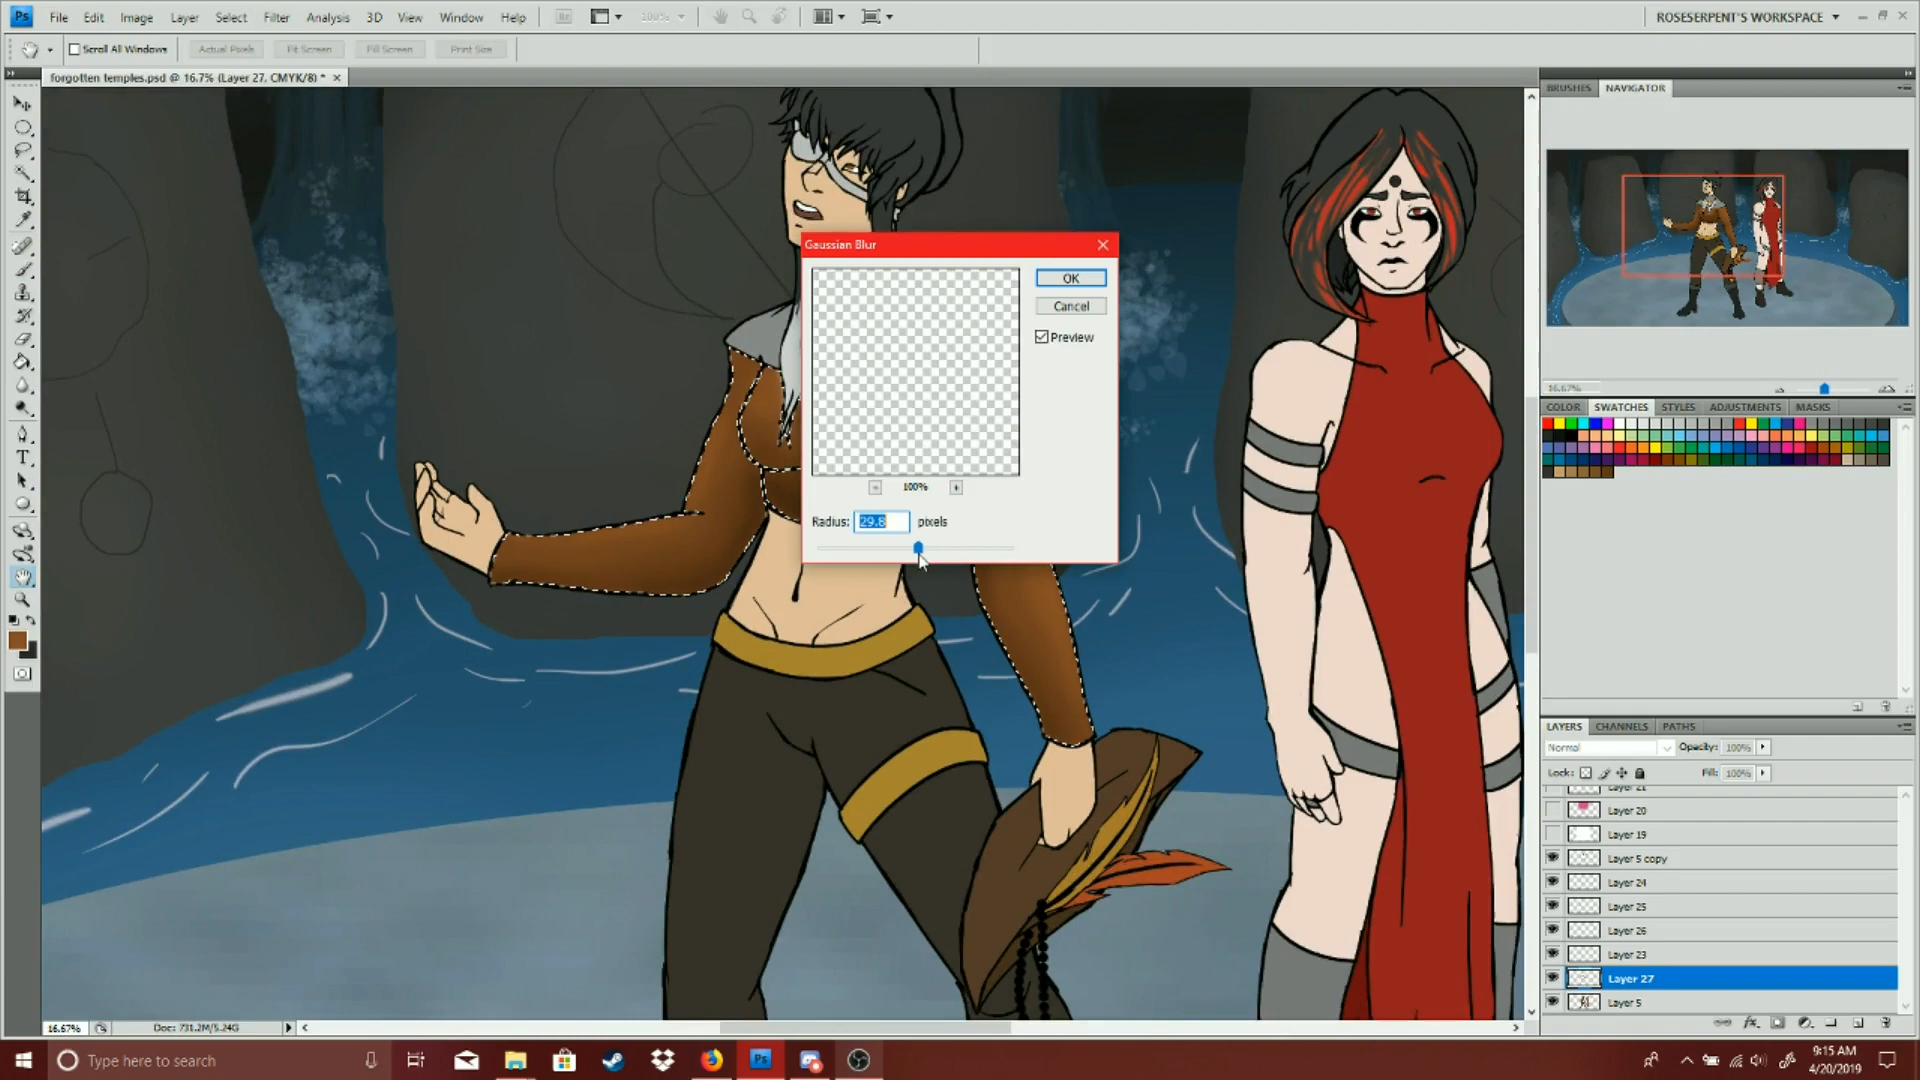 Ps File Edit Image Layer Select Filter Analysis 3D View Window Help Br 100% ROSESERPENT'S WORKSPACE
Scroll All Windows Actual Pixels Fit Screen Fill Screen Print Size
forgotten temples.psd @ 16.7% (Layer 27, CMYK/8) *
BRUSHES NAVIGATOR
Gaussian Blur
OK
Cancel
Preview
100%
Radius: 29.8 pixels
16.67%
COLOR SWATCHES STYLES ADJUSTMENTS MASKS
LAYERS CHANNELS PATHS
Normal Opacity: 100%
Lock: Fill: 100%
Layer 21
Layer 20
Layer 19
Layer 5 copy
Layer 24
Layer 25
Layer 26
Layer 23
Layer 27
Layer 5
16.67% Doc: 731.2M/5.24G
Type here to search
Ps
9:15 AM
4/20/2019